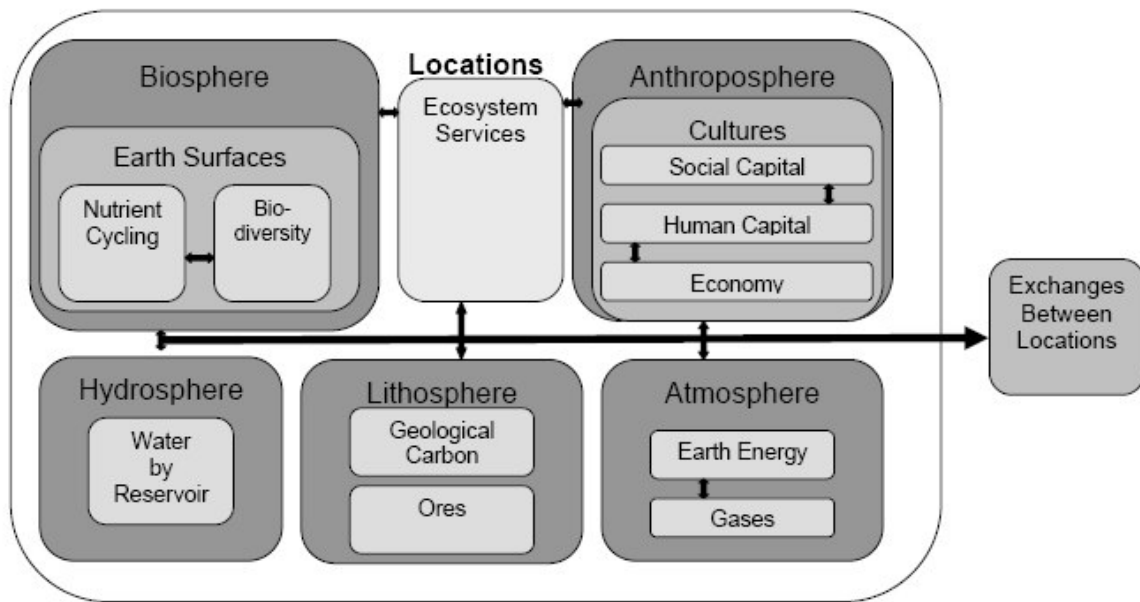 Locations
Biosphere
Earth Surfaces
Nutrient
Cycling
Bio-
diversity
Ecosystem
Services
Anthroposphere
Cultures
Social Capital
Human Capital
Economy
Exchanges
Between
Locations
Hydrosphere
Water
by
Reservoir
Lithosphere
Geological
Carbon
Ores
Atmosphere
Earth Energy
Gases